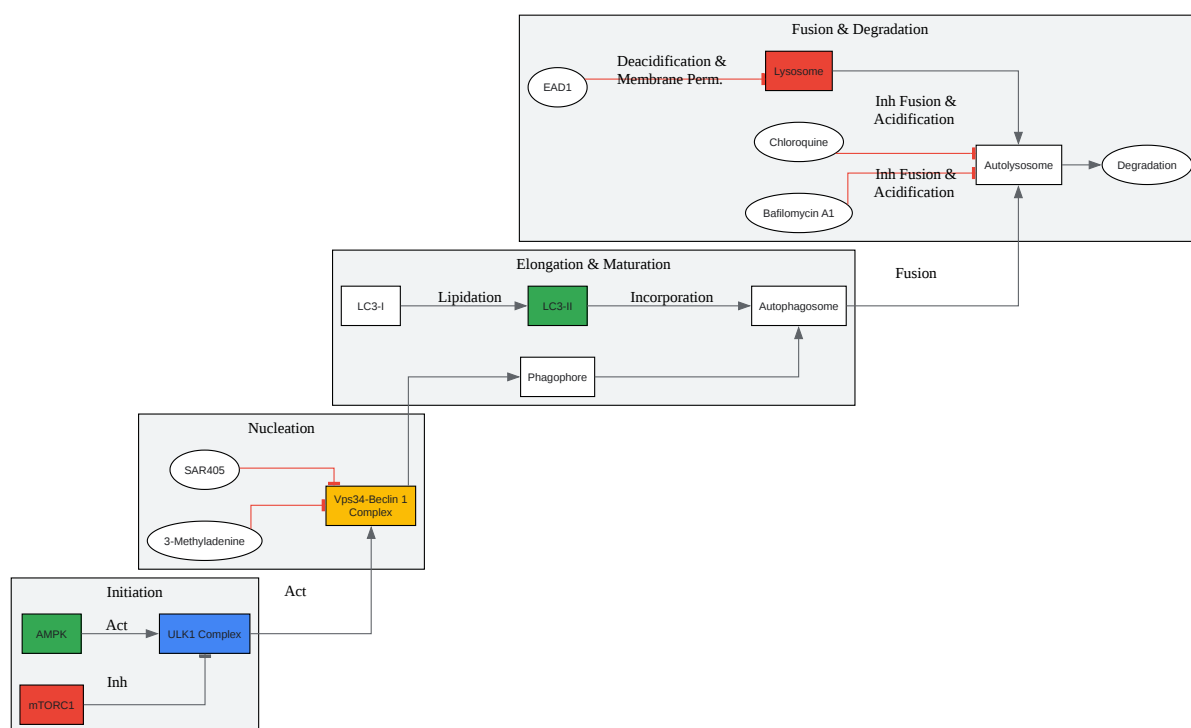 Fusion & Degradation
Deacidification &
Membrane Perm.
Lysosome
EAD1
Inh Fusion &
Acidification
Chloroquine
Autolysosome
Degradation
Inh Fusion &
Acidification
Bafilomycin A1
Elongation & Maturation
Fusion
LC3-I
Lipidation
LC3-II
Incorporation
Autophagosome
Phagophore
Nucleation
SAR405
Vps34-Beclin 1
Complex
3-Methyladenine
Initiation
Act
AMPK
Act
ULK1 Complex
Inh
mTORC1